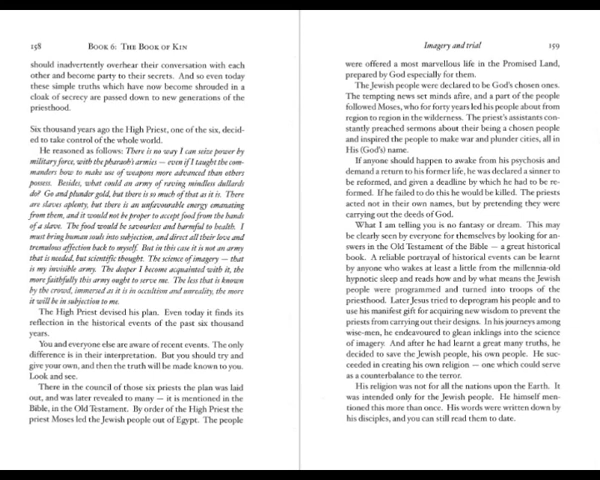 158 BOOK 6: THE BOOK OF KIN
should inadvertently overhear their conversation with each
other and become party to their secrets. And so even today
these simple truths which have now become shrouded in a
cloak of secrecy are passed down to new generations of the
priesthood.
Six thousand years ago the High Priest, one of the six, decid-
ed to take control of the whole world.
He reasoned as follows: There is no way I can seize power by
military force, with the pharaoh's armies — even if I taught the com-
manders how to make use of weapons more advanced than others
possess. Besides, what could an army of raving mindless dullards
do? Go and plunder gold, but there is so much of that as it is. There
are slaves aplenty, but there is an unfavourable energy emanating
from them, and it would not be proper to accept food from the hands
of a slave. The food would be savourless and harmful to health. I
must bring human souls into subjection, and direct all their love and
tremulous affection back to myself. But in this case it is not an army
that is needed, but scientific thought. The science of imagery — that
is my invisible army. The deeper I become acquainted with it, the
more faithfully this army ought to serve me. The less that is known
by the crowd, immersed as it is in occultism and unreality, the more
it will be in subjection to me.
The High Priest devised his plan. Even today it finds its
reflection in the historical events of the past six thousand
years.
You and everyone else are aware of recent events. The only
difference is in their interpretation. But you should try and
give your own, and then the truth will be made known to you.
Look and see.
There in the council of those six priests the plan was laid
out, and was later revealed to many — it is mentioned in the
Bible, in the Old Testament. By order of the High Priest the
priest Moses led the Jewish people out of Egypt. The people
Imagery and trial 159
were offered a most marvellous life in the Promised Land,
prepared by God especially for them.
The Jewish people were declared to be God's chosen ones.
The tempting news set minds afire, and a part of the people
followed Moses, who for forty years led his people about from
region to region in the wilderness. The priest's assistants con-
stantly preached sermons about their being a chosen people
and inspired the people to make war and plunder cities, all in
His (God's) name.
If anyone should happen to awake from his psychosis and
demand a return to his former life, he was declared a sinner to
be reformed, and given a deadline by which he had to be re-
formed. If he failed to do this he would be killed. The priests
acted not in their own names, but by pretending they were
carrying out the deeds of God.
What I am telling you is no fantasy or dream. This may
be clearly seen by everyone for themselves by looking for an-
swers in the Old Testament of the Bible — a great historical
book. A reliable portrayal of historical events can be learnt
by anyone who wakes at least a little from the millennia-old
hypnotic sleep and reads how and by what means the Jewish
people were programmed and turned into troops of the
priesthood. Later Jesus tried to deprogram his people and to
use his manifest gift for acquiring new wisdom to prevent the
priests from carrying out their designs. In his journeys among
wise-men, he endeavoured to glean inklings into the science
of imagery. And after he had learnt a great many truths, he
decided to save the Jewish people, his own people. He suc-
ceeded in creating his own religion — one which could serve
as a counterbalance to the terror.
His religion was not for all the nations upon the Earth. It
was intended only for the Jewish people. He himself men-
tioned this more than once. His words were written down by
his disciples, and you can still read them to date.